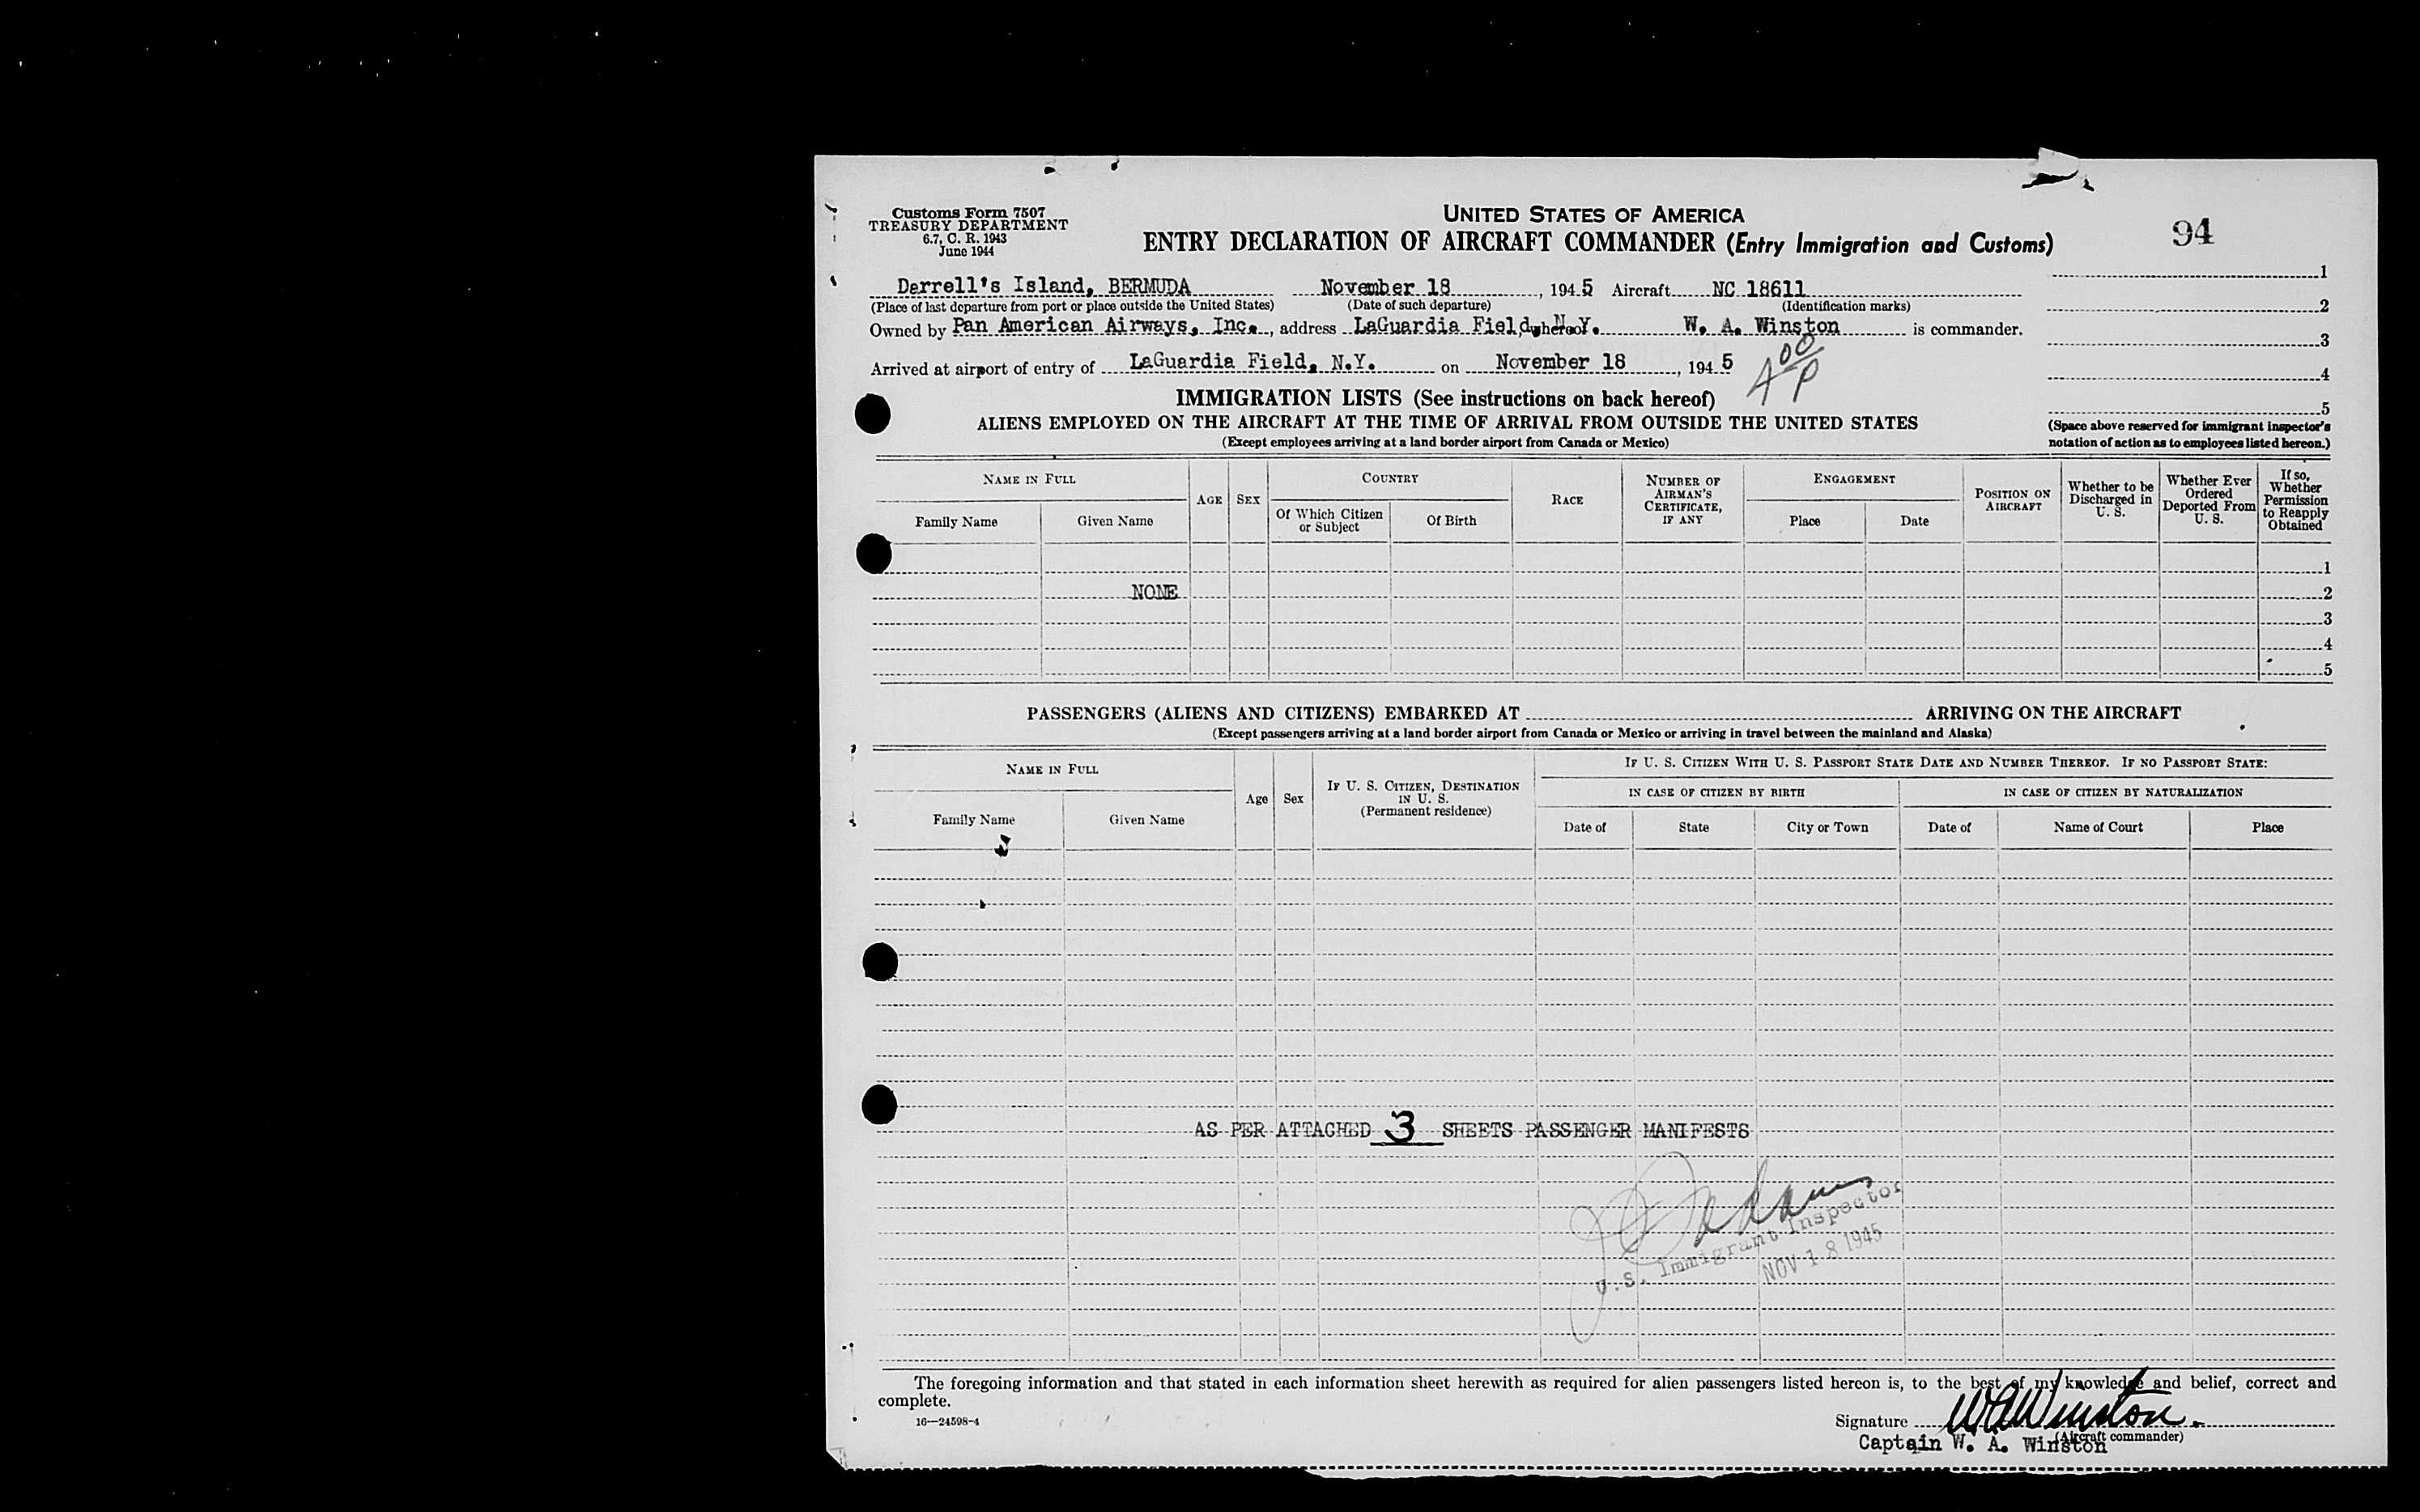 Customs Form 7507
TREASURY DEPARTMENT
6.7, C. R. 1943
June 1944
UNITED STATES OF AMERICA
ENTRY DECLARATION OF AIRCRAFT COMMANDER (Entry Immigration and Customs)
94
Darrell's Island, BERMUDA November 18, 1945 Aircraft NC 18611
(Place of last departure from port or place outside the United States) (Date of such departure) (Identification marks)
Owned by Pan American Airways, Inc., address LaGuardia Field, N.Y. whereof W. A. Winston is commander.
Arrived at airport of entry of LaGuardia Field, N.Y. on November 18, 1945
4 00 P
1
2
3
4
5
(Space above reserved for immigrant inspector's
notation of action as to employees listed hereon.)
IMMIGRATION LISTS (See instructions on back hereof)
ALIENS EMPLOYED ON THE AIRCRAFT AT THE TIME OF ARRIVAL FROM OUTSIDE THE UNITED STATES
(Except employees arriving at a land border airport from Canada or Mexico)
NAME IN FULL
Family Name
Given Name
AGE
SEX
COUNTRY
Of Which Citizen
or Subject
Of Birth
RACE
NUMBER OF
AIRMAN'S
CERTIFICATE,
IF ANY
ENGAGEMENT
Place
Date
POSITION ON
AIRCRAFT
Whether to be
Discharged in
U. S.
Whether Ever
Ordered
Deported From
U. S.
If so,
Whether
Permission
to Reapply
Obtained
1
NONE 2
3
4
5
PASSENGERS (ALIENS AND CITIZENS) EMBARKED AT ARRIVING ON THE AIRCRAFT
(Except passengers arriving at a land border airport from Canada or Mexico or arriving in travel between the mainland and Alaska)
NAME IN FULL
Family Name
Given Name
Age
Sex
IF U. S. CITIZEN, DESTINATION
IN U. S.
(Permanent residence)
IF U. S. CITIZEN WITH U. S. PASSPORT STATE DATE AND NUMBER THEREOF. IF NO PASSPORT STATE:
IN CASE OF CITIZEN BY BIRTH
IN CASE OF CITIZEN BY NATURALIZATION
Date of
State
City or Town
Date of
Name of Court
Place
AS PER ATTACHED 3 SHEETS PASSENGER MANIFESTS
U.S. Immigrant Inspector
NOV 18 1945
The foregoing information and that stated in each information sheet herewith as required for alien passengers listed hereon is, to the best of my knowledge and belief, correct and
complete.
16—24598-4
Signature W A Winston.
(Aircraft commander)
Captain W. A. Winston